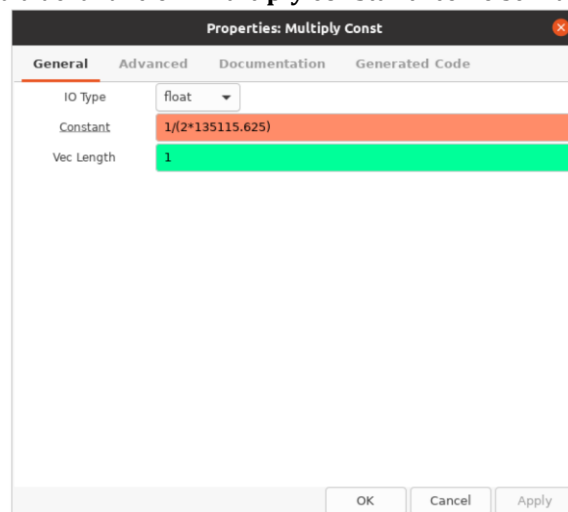 Properties: Multiply Const
General Advanced Documentation Generated Code
IO Type float
Constant 1/(2*135115.625)
Vec Length 1
OK Cancel Apply